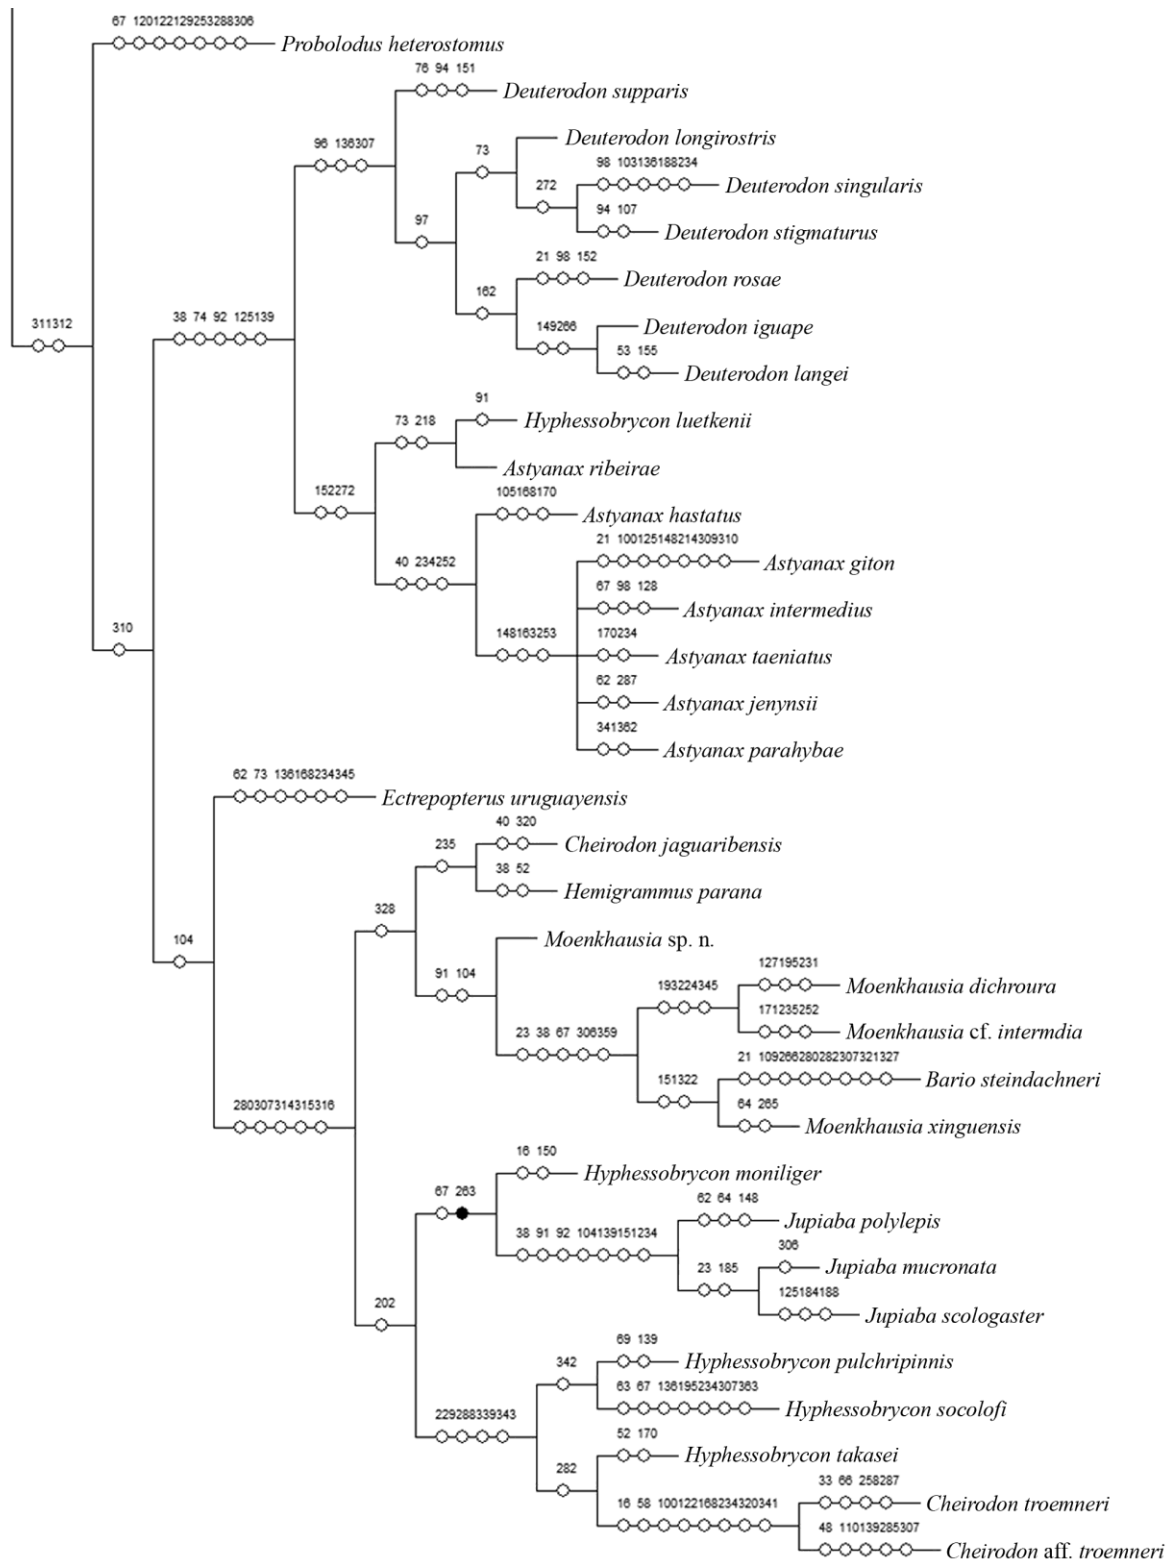 67 120122129253288306
Probolodus heterostomus
76 94 151
Deuterodon supparis
96 136307
Deuterodon longirostris
73
98 103136188234
Deuterodon singularis
272
94 107
Deuterodon stigmaturus
97
21 98 152
Deuterodon rosae
162
311312
38 74 92 125139
149266
Deuterodon iguape
53 155
Deuterodon langei
91
Hyphessobrycon luetkenii
73 218
Astyanax ribeirae
152272
105168170
Astyanax hastatus
21 100125148214309310
Astyanax giton
40 234252
67 98 128
Astyanax intermedius
310
148163253
170234
Astyanax taeniatus
62 287
Astyanax jenynsii
341362
Astyanax parahybae
62 73 136168234345
Ectrepopterus uruguayensis
40 320
Cheirodon jaguaribensis
235
38 52
Hemigrammus parana
328
Moenkhausia sp. n.
104
127195231
Moenkhausia dichroura
91 104
193224345
171235252
Moenkhausia cf. intermdia
23 38 67 306359
21 109266280282307321327
Bario steindachneri
151322
64 265
Moenkhausia xinguensis
280307314315316
16 150
Hyphessobrycon moniliger
67 263
62 64 148
Jupiaba polylepis
38 91 92 104139151234
306
Jupiaba mucronata
23 185
125184188
Jupiaba scologaster
202
69 139
Hyphessobrycon pulchripinnis
342
63 67 136195234307363
Hyphessobrycon socolofi
229288339343
52 170
Hyphessobrycon takasei
282
33 66 258287
Cheirodon troemneri
16 58 100122168234320341
48 110139285307
Cheirodon aff. troemneri